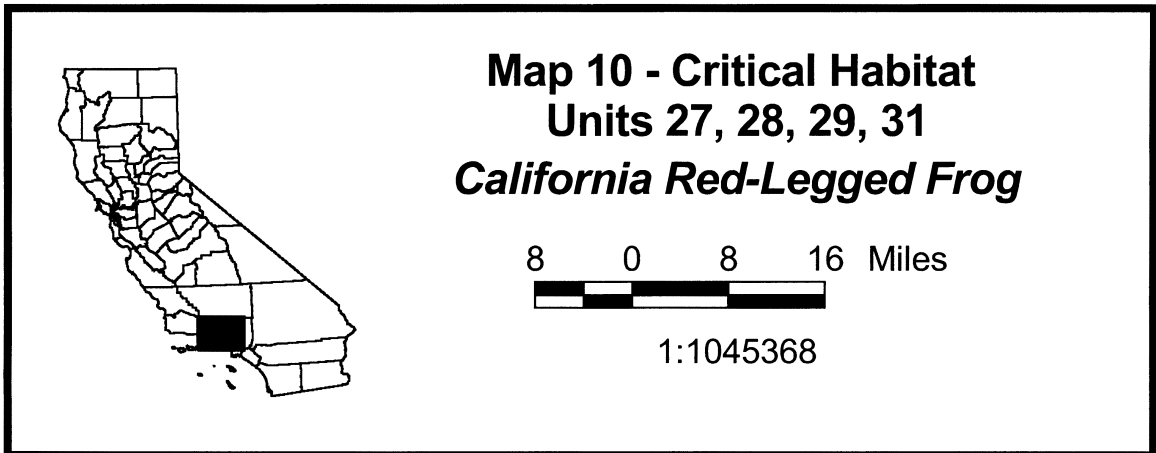 Map 10 - Critical Habitat
Units 27, 28, 29, 31
California Red-Legged Frog
8 0 8 16 Miles
1:1045368